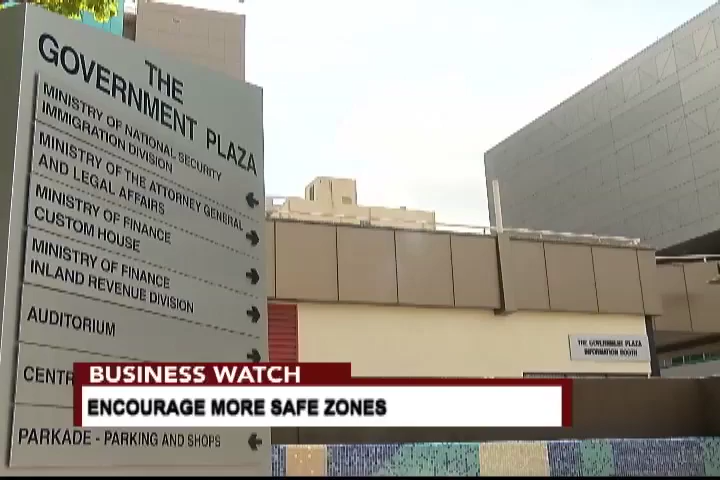 THE
GOVERNMENT PLAZA
MINISTRY OF NATIONAL SECURITY
IMMIGRATION DIVISION
MINISTRY OF THE ATTORNEY GENERAL
AND LEGAL AFFAIRS
MINISTRY OF FINANCE
CUSTOM HOUSE
MINISTRY OF FINANCE
INLAND REVENUE DIVISION
AUDITORIUM
CENT
PARKADE - PARKING AND SHOPS
THE GOVERNMENT PLAZA
INFORMATION BOOTH
BUSINESS WATCH
ENCOURAGE MORE SAFE ZONES